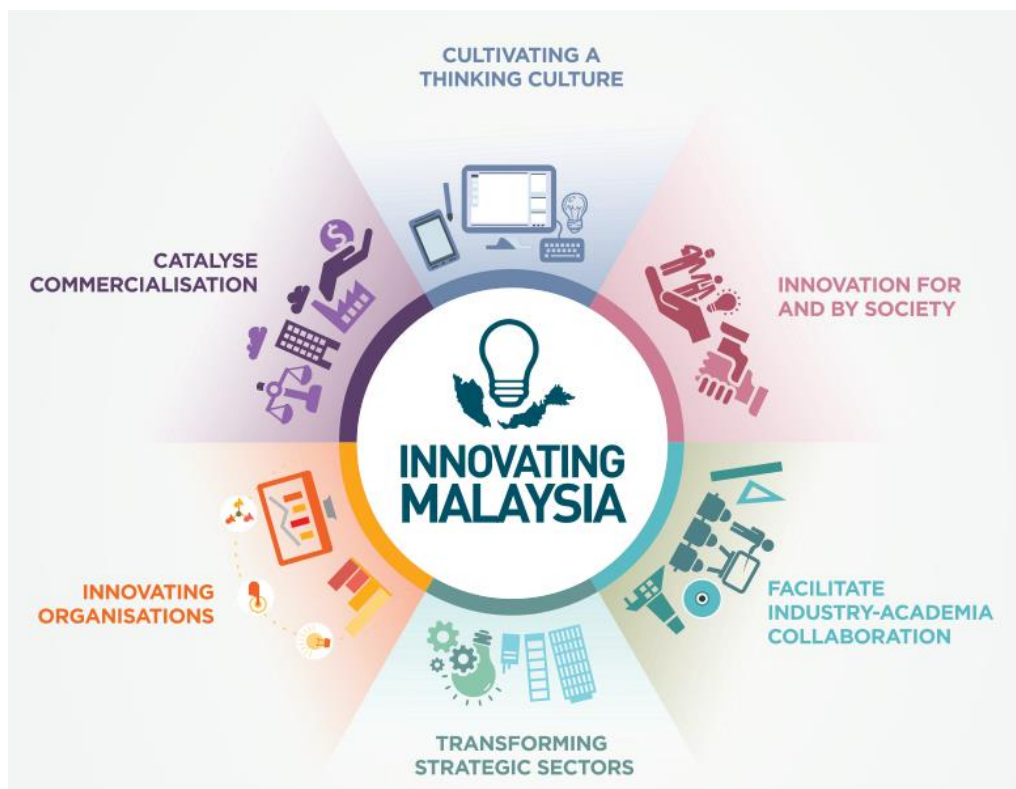 CULTIVATING A
THINKING CULTURE
INNOVATION FOR
AND BY SOCIETY
FACILITATE
INDUSTRY-ACADEMIA
COLLABORATION
TRANSFORMING
STRATEGIC SECTORS
INNOVATING
ORGANISATIONS
CATALYSE
COMMERCIALISATION
$
INNOVATING
MALAYSIA